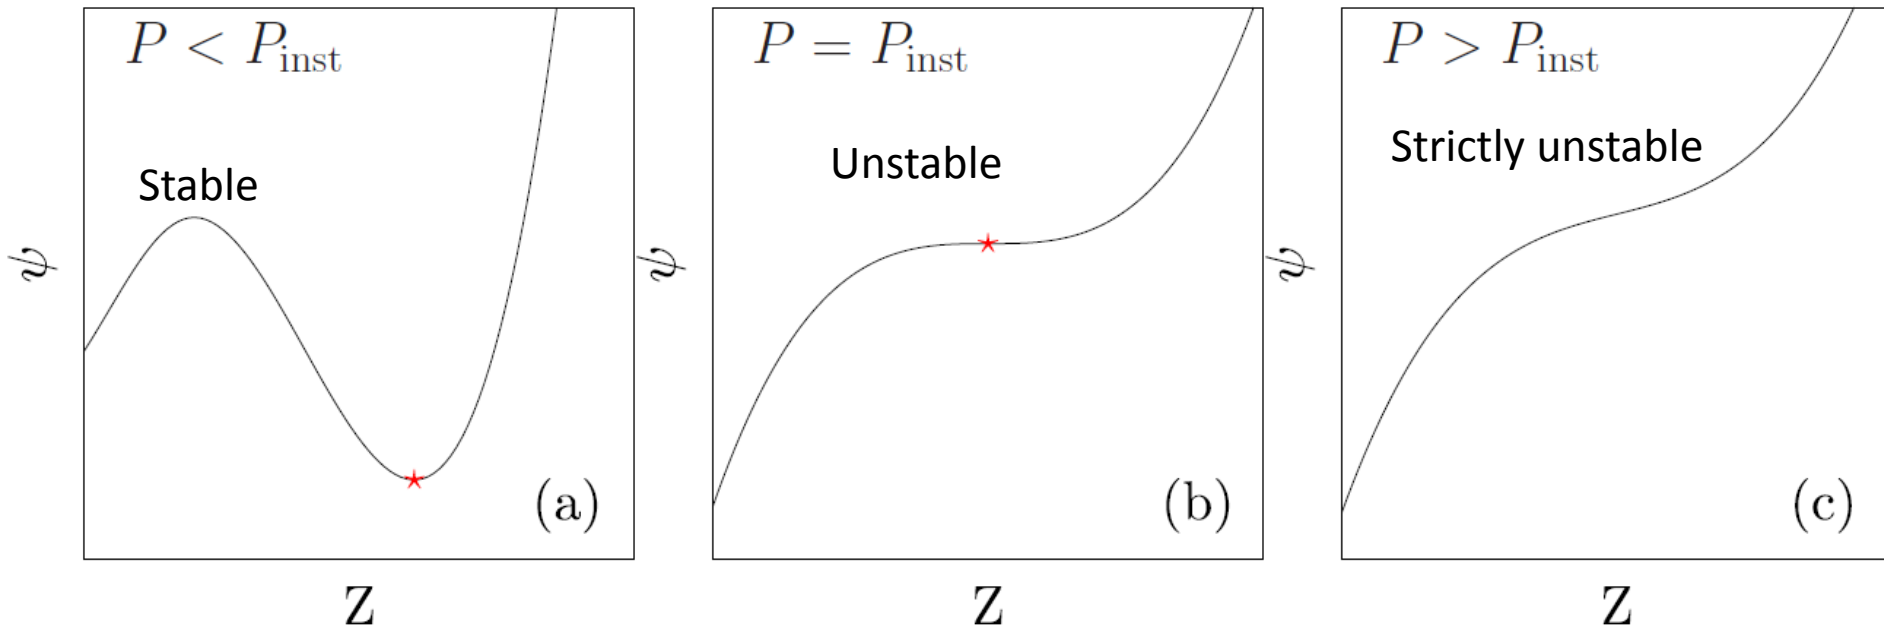 P < P_inst
Stable
ψ
Z
(a)
P = P_inst
Unstable
ψ
Z
(b)
P > P_inst
Strictly unstable
ψ
Z
(c)